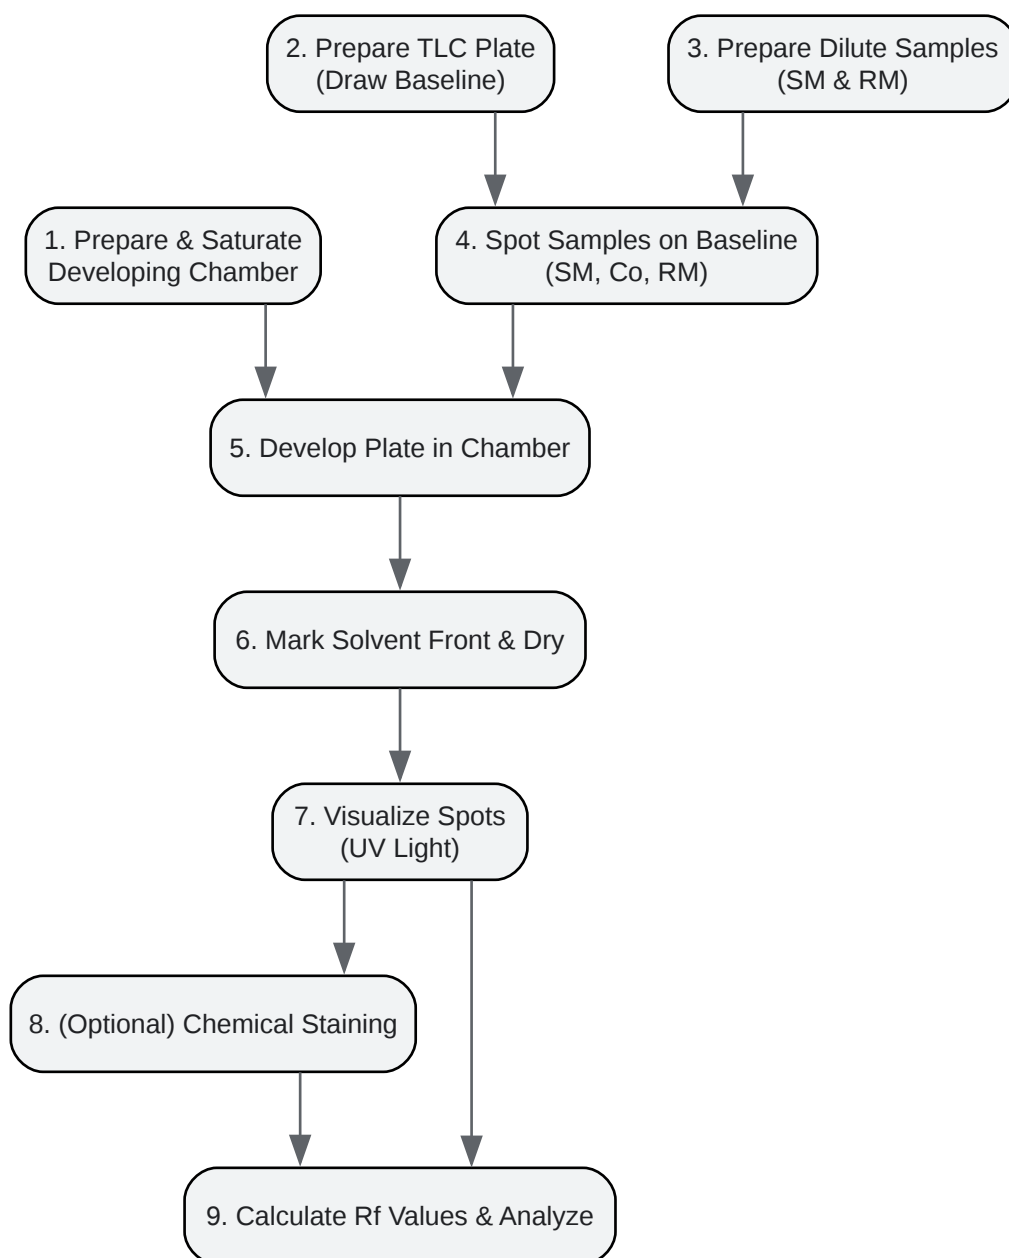 2. Prepare TLC Plate
(Draw Baseline)
3. Prepare Dilute Samples
(SM & RM)
1. Prepare & Saturate
Developing Chamber
4. Spot Samples on Baseline
(SM, Co, RM)
5. Develop Plate in Chamber
6. Mark Solvent Front & Dry
7. Visualize Spots
(UV Light)
8. (Optional) Chemical Staining
9. Calculate Rf Values & Analyze